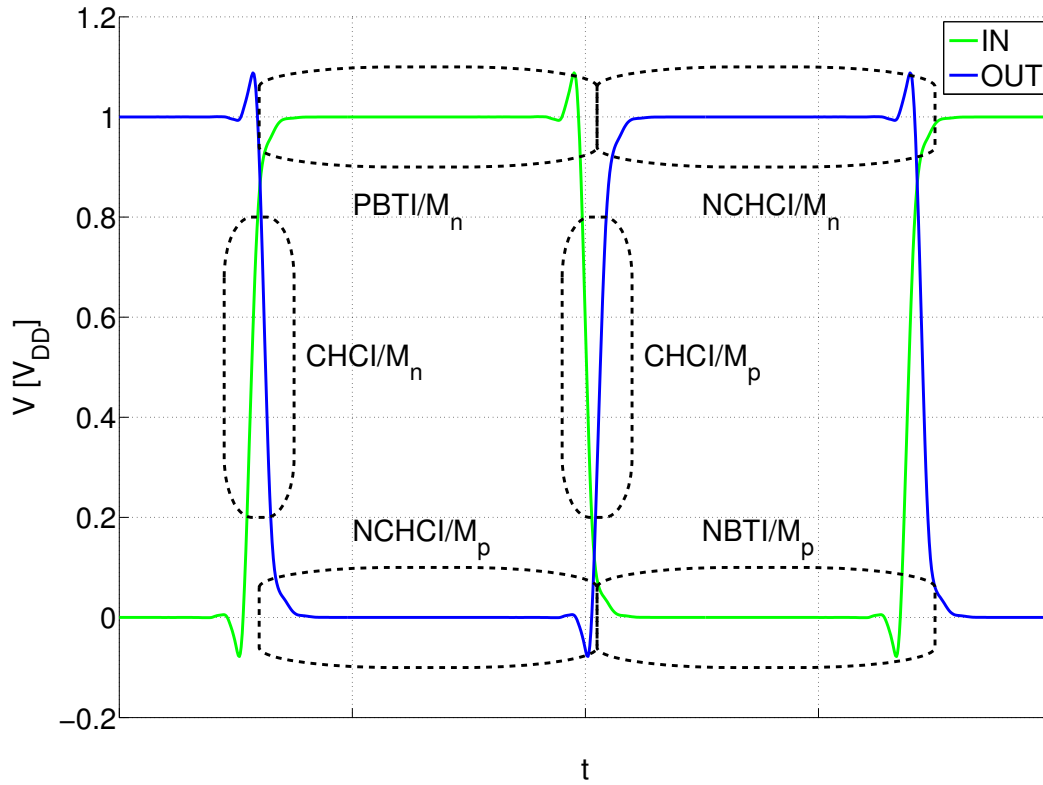 1.2
IN
OUT
1
PBTI/Mn
NCHCI/Mn
0.8
0.6
CHCI/Mn
CHCI/Mp
V [VDD]
0.4
0.2
NCHCI/Mp
NBTI/Mp
0
−0.2
t